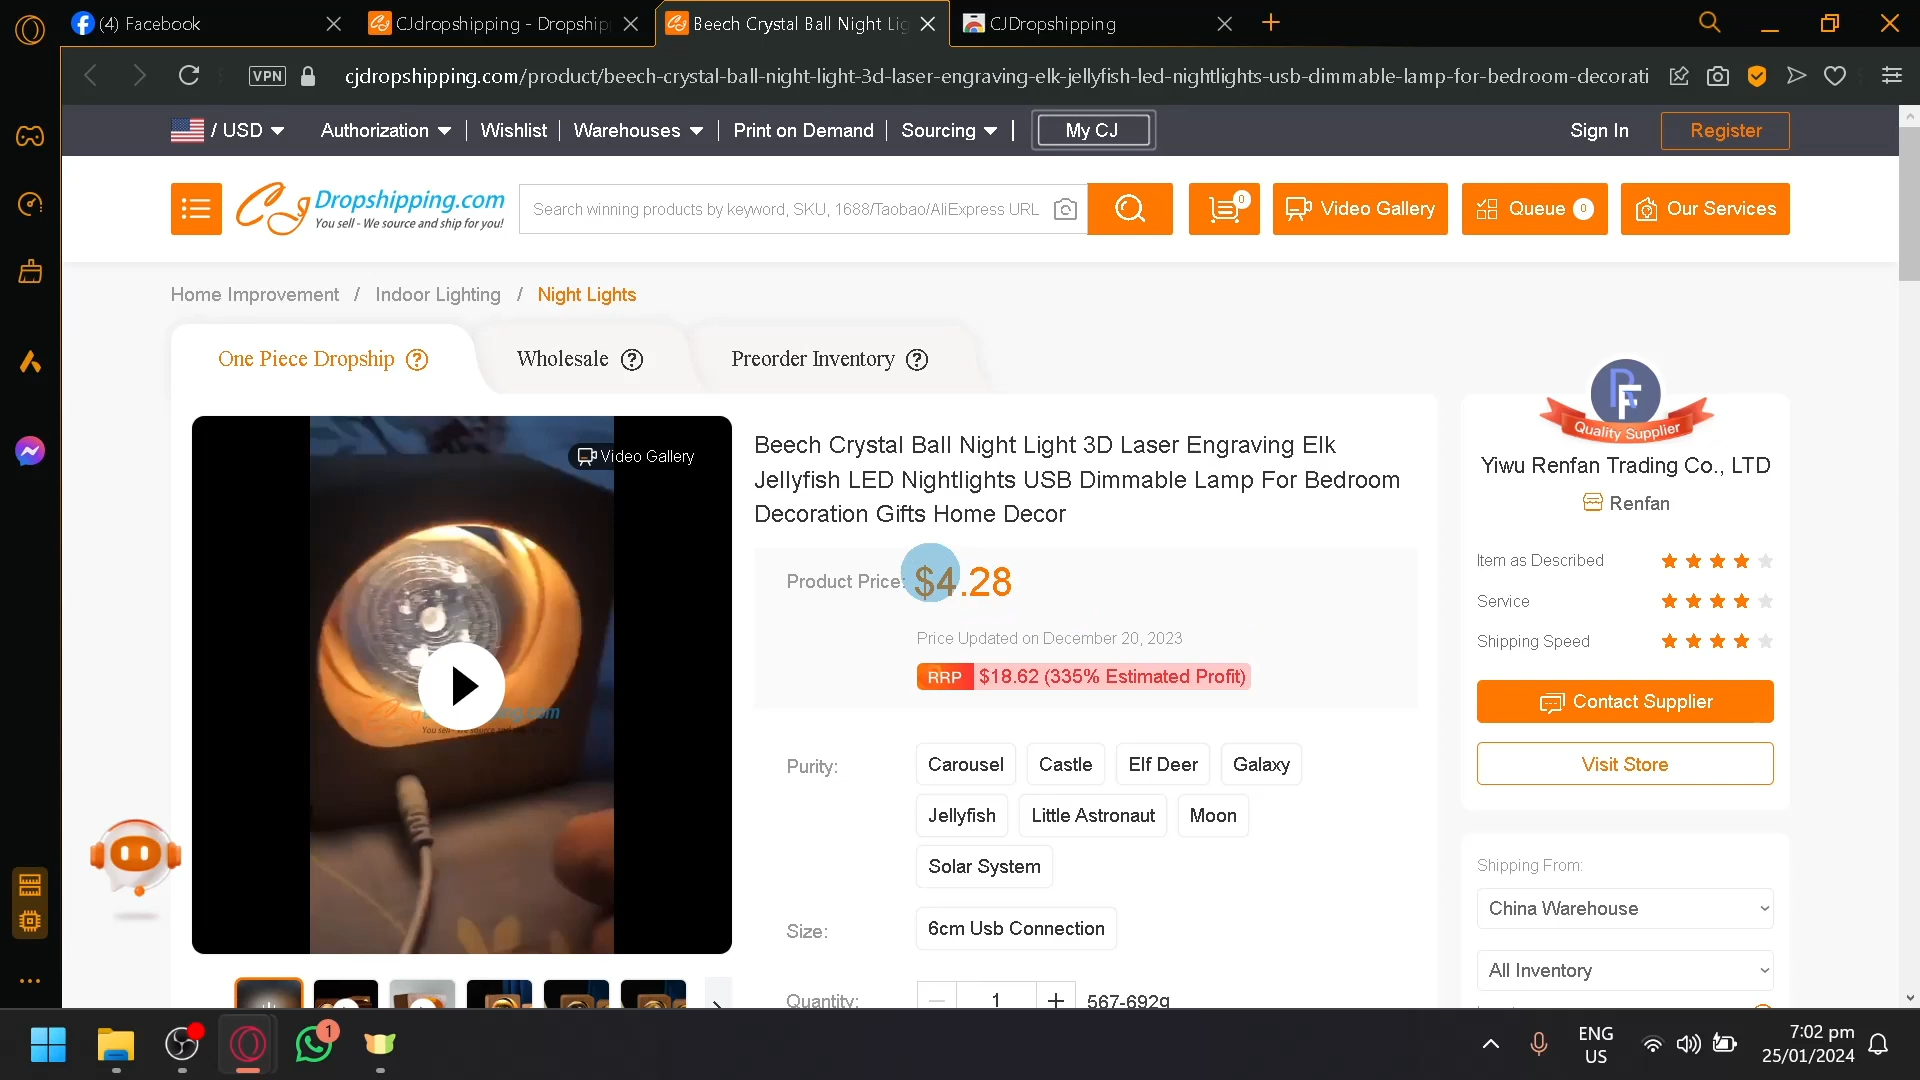 (4) Facebook
CJdropshipping - Dropship
Beech Crystal Ball Night Lig
CJDropshipping
VPN
cjdropshipping.com/product/beech-crystal-ball-night-light-3d-laser-engraving-elk-jellyfish-led-nightlights-usb-dimmable-lamp-for-bedroom-decorati
/ USD
Authorization
Wishlist
Warehouses
Print on Demand
Sourcing
My CJ
Sign In
Register
CJ Dropshipping.com
You sell - We source and ship for you!
Search winning products by keyword, SKU, 1688/Taobao/AliExpress URL
0
Video Gallery
Queue 0
Our Services
Home Improvement / Indoor Lighting / Night Lights
One Piece Dropship ?
Wholesale ?
Preorder Inventory ?
Video Gallery
Beech Crystal Ball Night Light 3D Laser Engraving Elk
Jellyfish LED Nightlights USB Dimmable Lamp For Bedroom
Decoration Gifts Home Decor
Product Price: $4.28
Price Updated on December 20, 2023
RRP $18.62 (335% Estimated Profit)
Purity:
Carousel
Castle
Elf Deer
Galaxy
Jellyfish
Little Astronaut
Moon
Solar System
Size:
6cm Usb Connection
Quantity:
1
567-692g
RF
Quality Supplier
Yiwu Renfan Trading Co., LTD
Renfan
Item as Described
Service
Shipping Speed
Contact Supplier
Visit Store
Shipping From:
China Warehouse
All Inventory
1
ENG
US
7:02 pm
25/01/2024